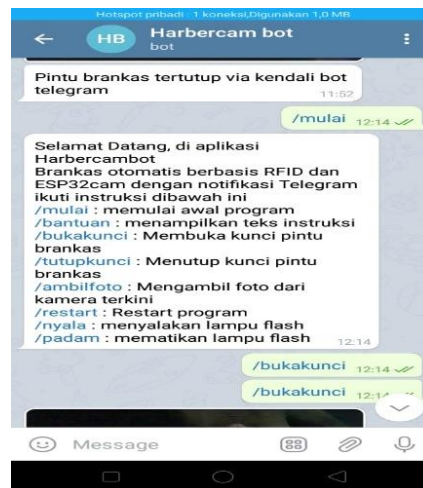 Hotspot pribadi : 1 koneksi,Digunakan 1,0 MB
HB
Harbercam bot
bot
Pintu brankas tertutup via kendali bot
telegram
11:52
/mulai 12:14
Selamat Datang, di aplikasi
Harbercambot
Brankas otomatis berbasis RFID dan
ESP32cam dengan notifikasi Telegram
ikuti instruksi dibawah ini
/mulai : memulai awal program
/bantuan : menampilkan teks instruksi
/bukakunci : Membuka kunci pintu
brankas
/tutupkunci : Menutup kunci pintu
brankas
/ambilfoto : Mengambil foto dari
kamera terkini
/restart : Restart program
/nyala : menyalakan lampu flash
/padam : mematikan lampu flash
12:14
/bukakunci 12:14
/bukakunci 12:14
Message